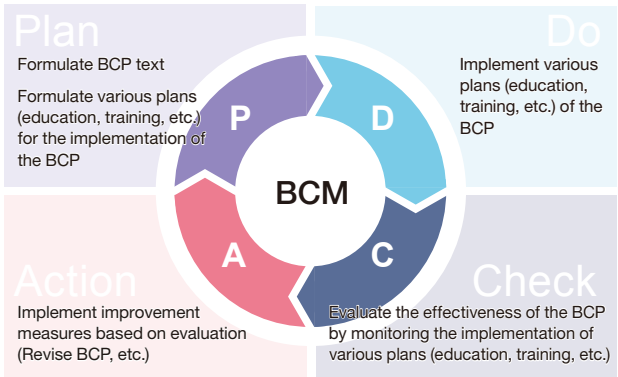 Plan
Formulate BCP text
Formulate various plans
(education, training, etc.)
for the implementation of
the BCP
Do
Implement various
plans (education,
training, etc.) of the
BCP
P
D
BCM
A
C
Action
Implement improvement
measures based on evaluation
(Revise BCP, etc.)
Check
Evaluate the effectiveness of the BCP
by monitoring the implementation of
various plans (education, training, etc.)